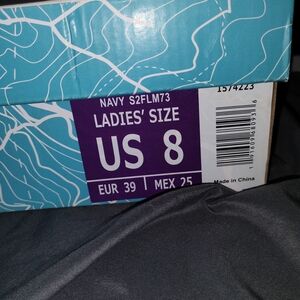 1574223
NAVY S2FLM73
LADIES' SIZE
US 8
EUR 39 | MEX 25
Made in China